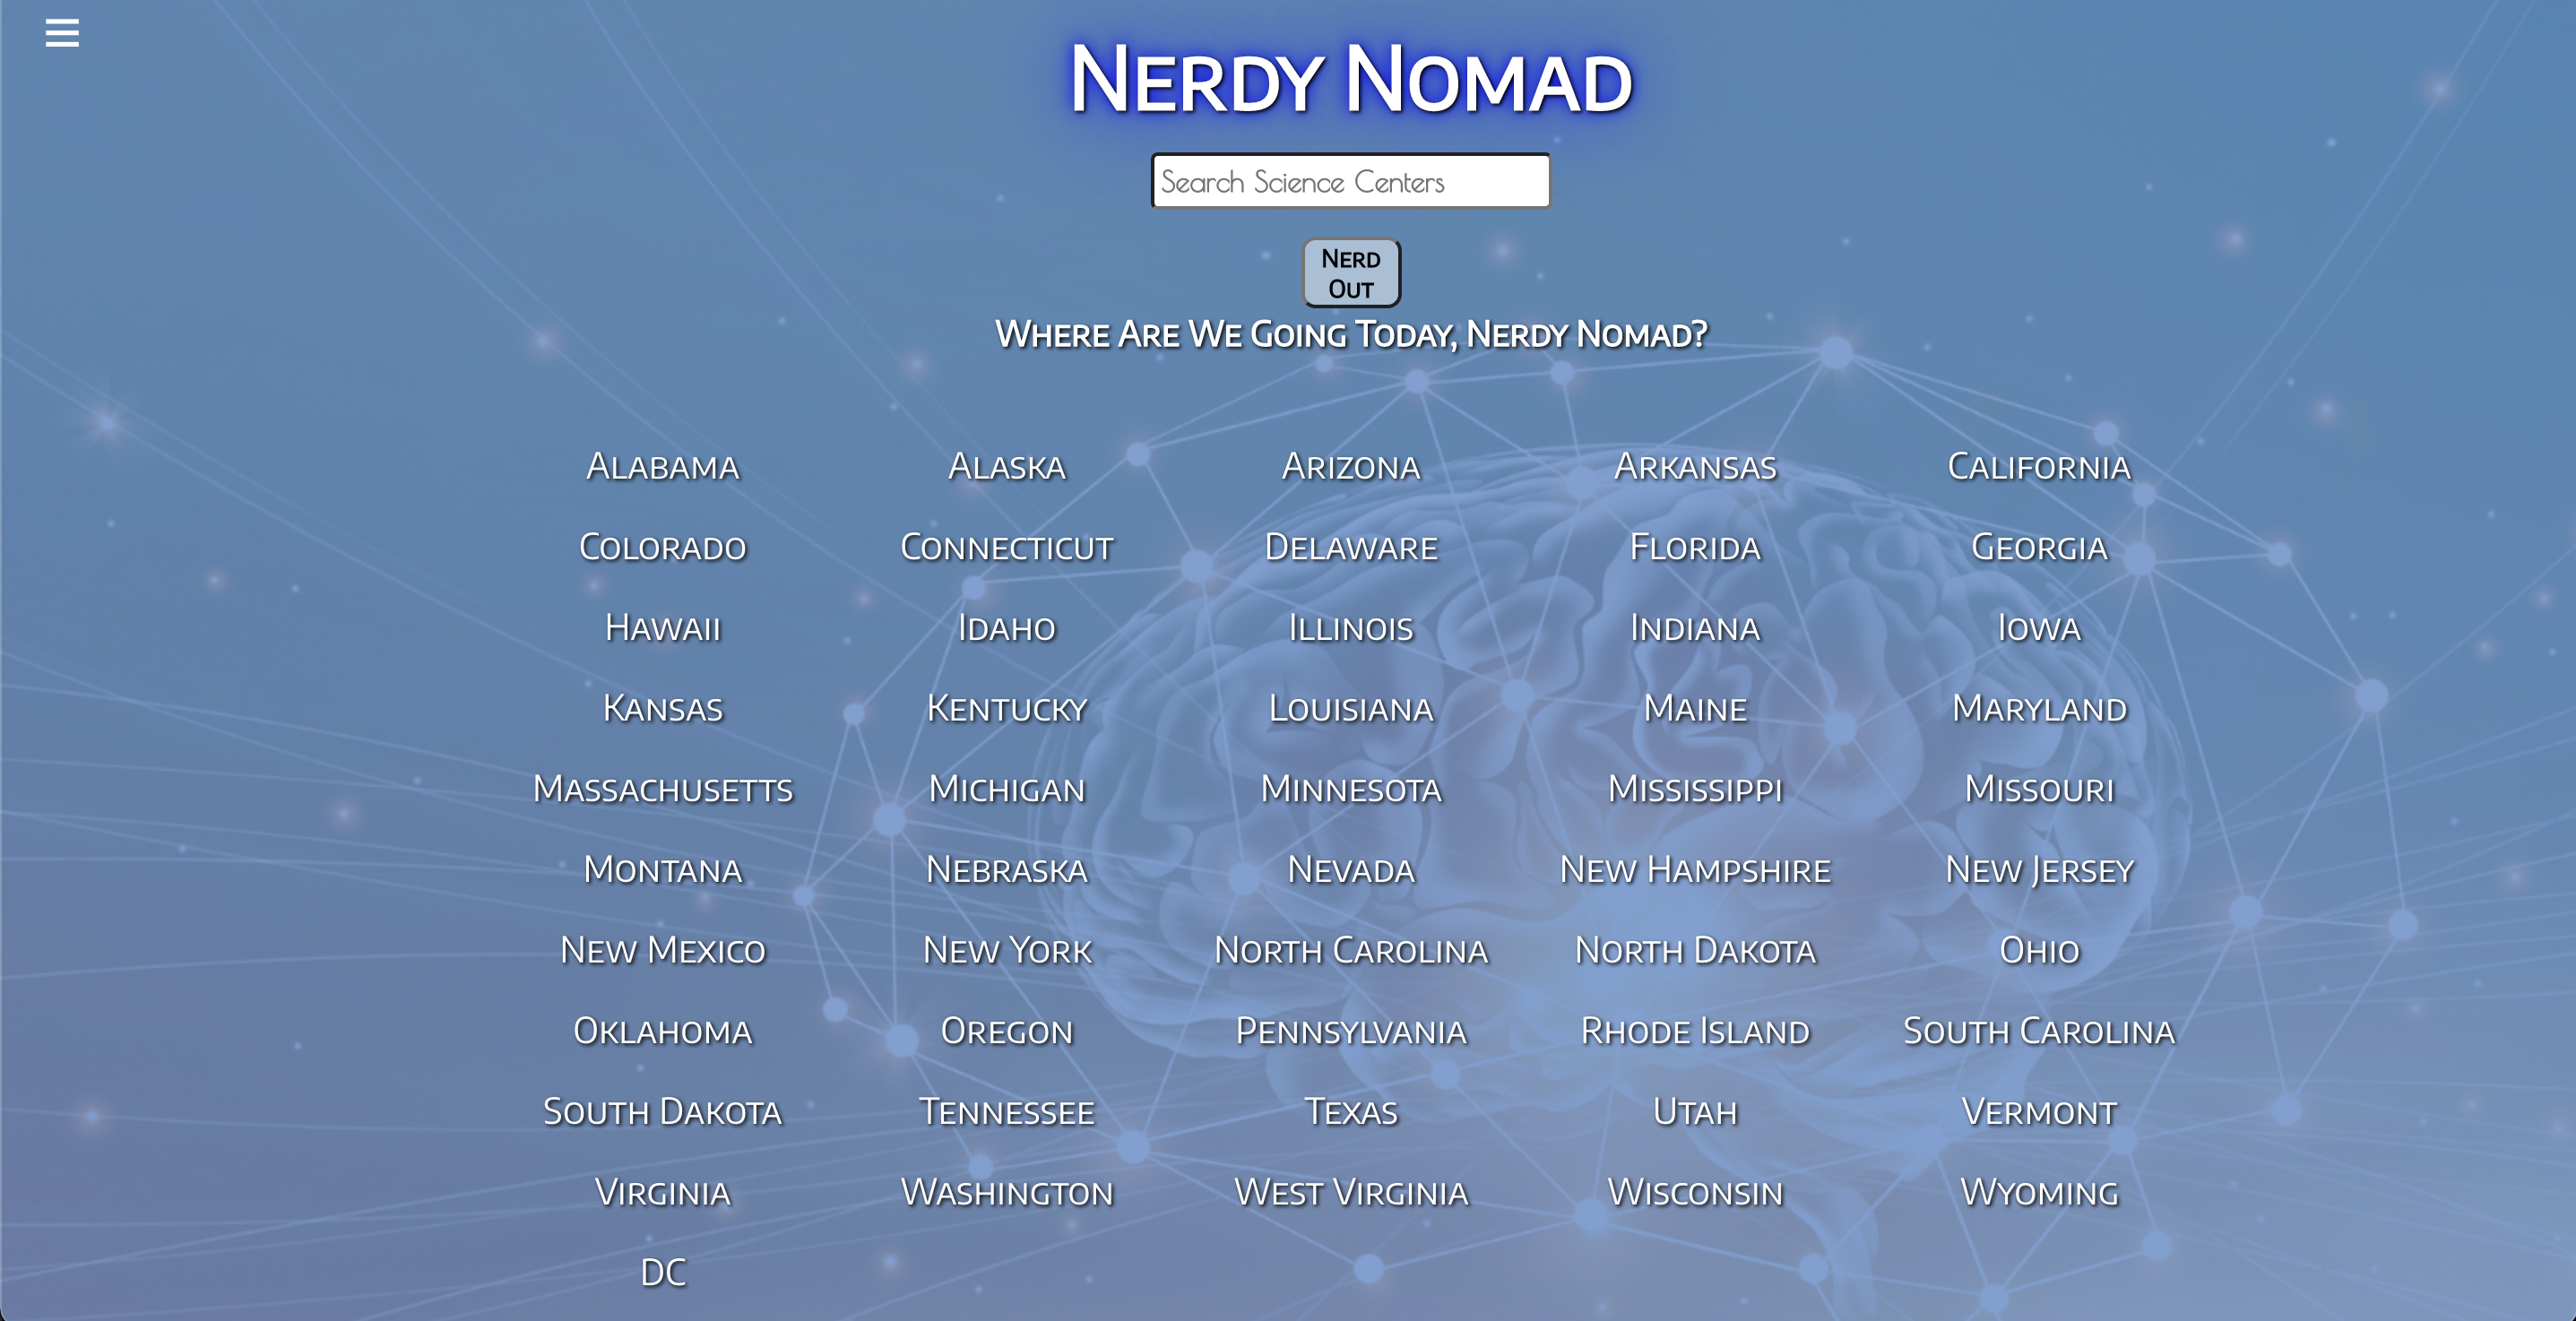 Nerdy Nomad
Search Science Centers
Nerd
Out
Where Are We Going Today, Nerdy Nomad?
Alabama Alaska Arizona Arkansas California
Colorado Connecticut Delaware Florida Georgia
Hawaii Idaho Illinois Indiana Iowa
Kansas Kentucky Louisiana Maine Maryland
Massachusetts Michigan Minnesota Mississippi Missouri
Montana Nebraska Nevada New Hampshire New Jersey
New Mexico New York North Carolina North Dakota Ohio
Oklahoma Oregon Pennsylvania Rhode Island South Carolina
South Dakota Tennessee Texas Utah Vermont
Virginia Washington West Virginia Wisconsin Wyoming
DC